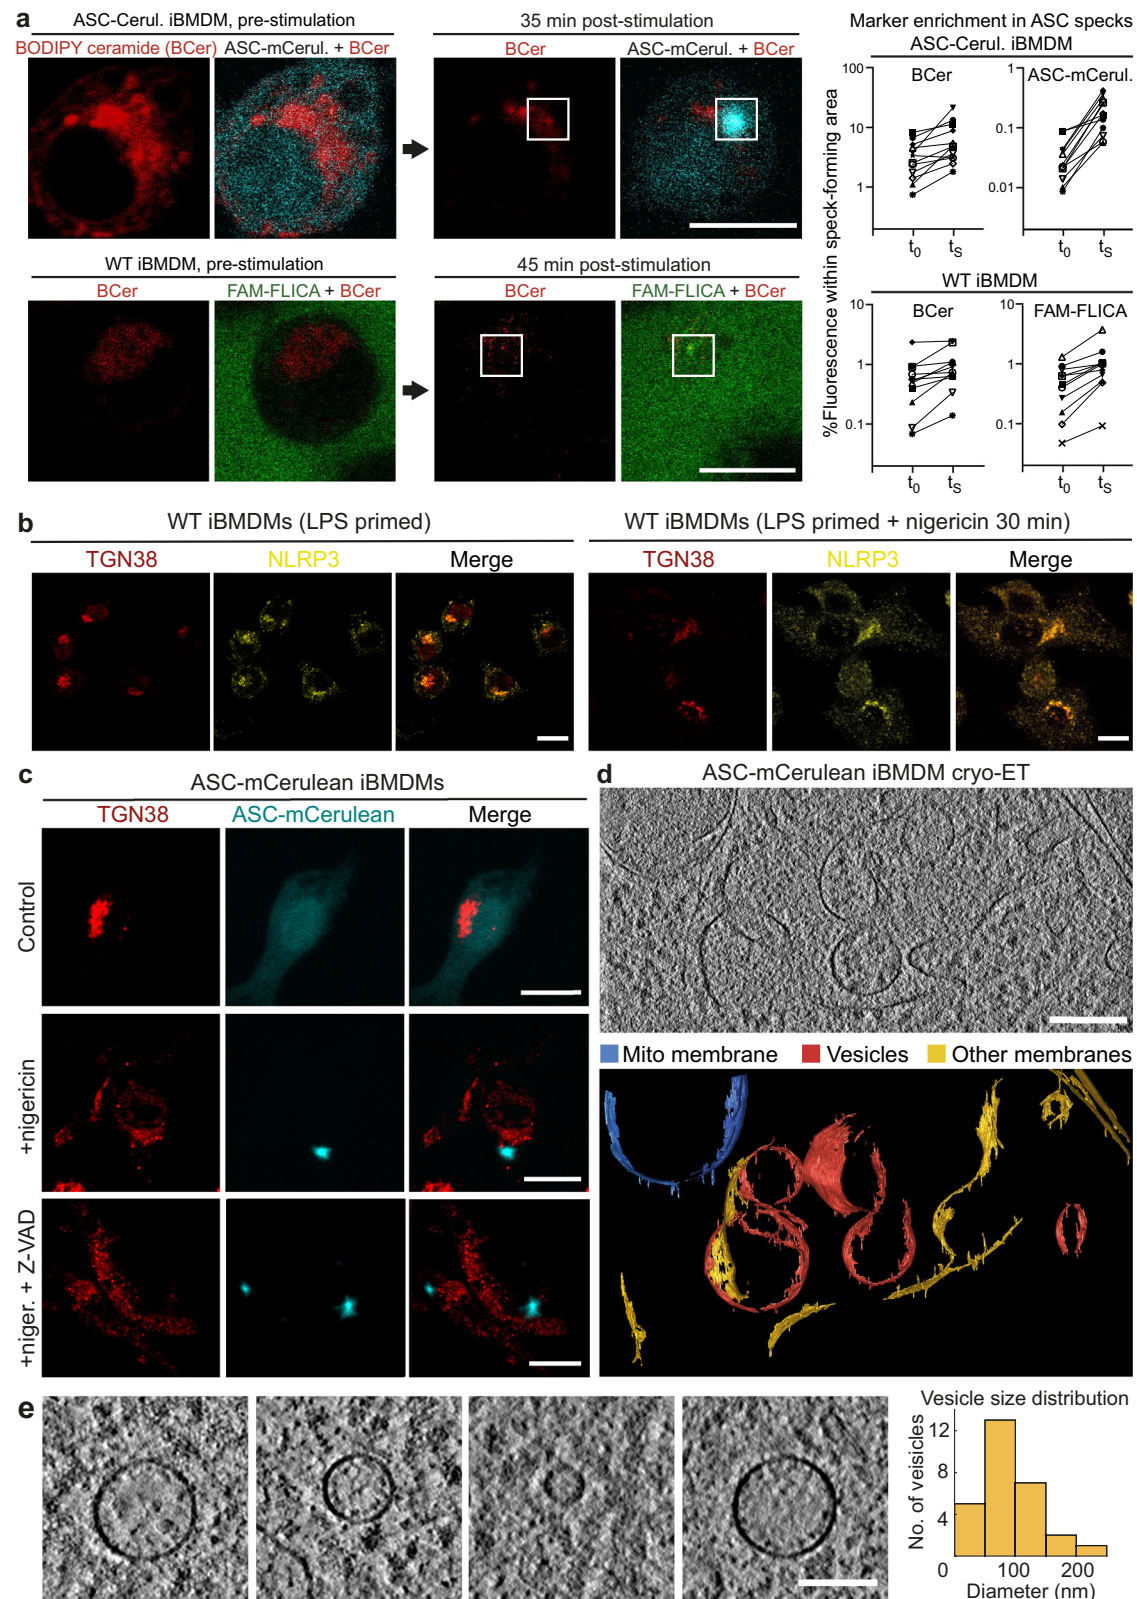 a
ASC-Cerul. iBMDM, pre-stimulation
35 min post-stimulation
Marker enrichment in ASC specks
BODIPY ceramide (BCer)
ASC-mCerul. + BCer
BCer
ASC-mCerul. + BCer
ASC-Cerul. iBMDM
BCer
ASC-mCerul.
100
10
1
0.1
0.01
t0
tS
t0
tS
%Fluorescence within speck-forming area
WT iBMDM, pre-stimulation
45 min post-stimulation
WT iBMDM
BCer
FAM-FLICA + BCer
BCer
FAM-FLICA + BCer
BCer
FAM-FLICA
10
1
0.1
10
1
0.1
t0
tS
t0
tS
b
WT iBMDMs (LPS primed)
WT iBMDMs (LPS primed + nigericin 30 min)
TGN38
NLRP3
Merge
TGN38
NLRP3
Merge
c
ASC-mCerulean iBMDMs
TGN38
ASC-mCerulean
Merge
Control
+nigericin
+niger. + Z-VAD
d
ASC-mCerulean iBMDM cryo-ET
Mito membrane
Vesicles
Other membranes
e
Vesicle size distribution
No. of veisicles
12
8
4
0
100
200
Diameter (nm)